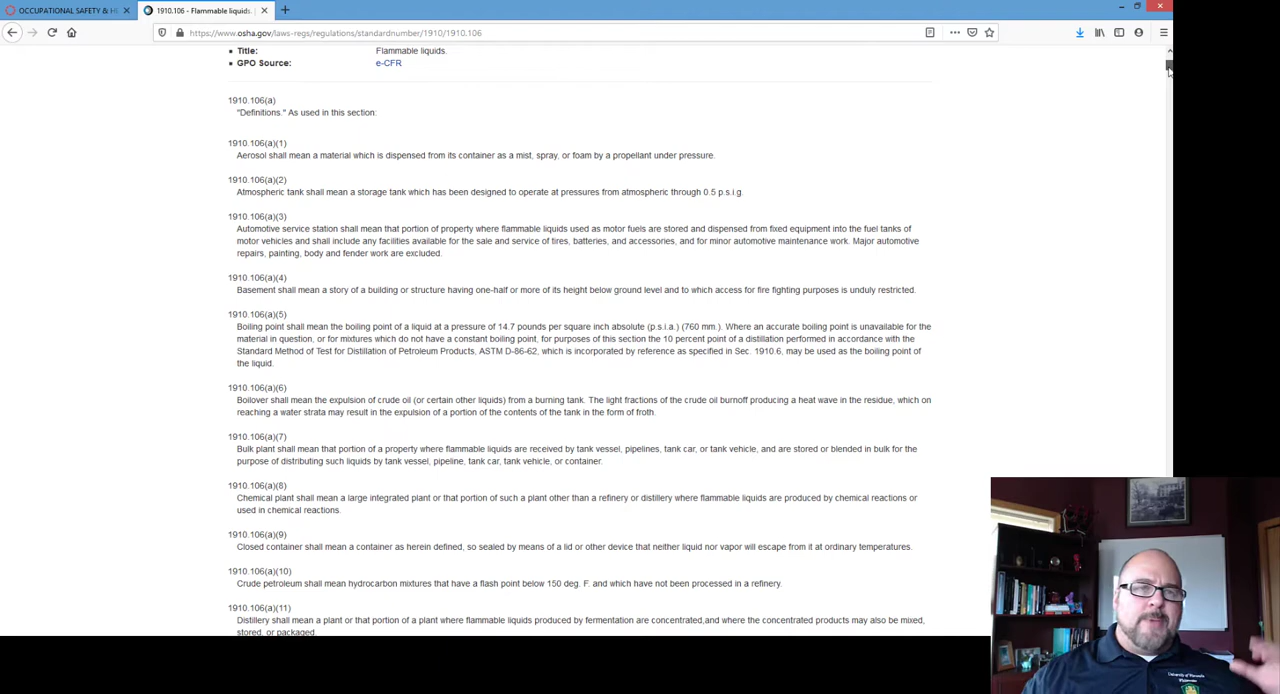 OCCUPATIONAL SAFETY & HE
1910.106 - Flammable liquids.
https://www.osha.gov/laws-regs/regulations/standardnumber/1910/1910.106
Title: Flammable liquids.
GPO Source: e-CFR
1910.106(a)
"Definitions." As used in this section:
1910.106(a)(1)
Aerosol shall mean a material which is dispensed from its container as a mist, spray, or foam by a propellant under pressure.
1910.106(a)(2)
Atmospheric tank shall mean a storage tank which has been designed to operate at pressures from atmospheric through 0.5 p.s.i.g.
1910.106(a)(3)
Automotive service station shall mean that portion of property where flammable liquids used as motor fuels are stored and dispensed from fixed equipment into the fuel tanks of
motor vehicles and shall include any facilities available for the sale and service of tires, batteries, and accessories, and for minor automotive maintenance work. Major automotive
repairs, painting, body and fender work are excluded.
1910.106(a)(4)
Basement shall mean a story of a building or structure having one-half or more of its height below ground level and to which access for fire fighting purposes is unduly restricted.
1910.106(a)(5)
Boiling point shall mean the boiling point of a liquid at a pressure of 14.7 pounds per square inch absolute (p.s.i.a.) (760 mm.). Where an accurate boiling point is unavailable for the
material in question, or for mixtures which do not have a constant boiling point, for purposes of this section the 10 percent point of a distillation performed in accordance with the
Standard Method of Test for Distillation of Petroleum Products, ASTM D-86-62, which is incorporated by reference as specified in Sec. 1910.6, may be used as the boiling point of
the liquid.
1910.106(a)(6)
Boilover shall mean the expulsion of crude oil (or certain other liquids) from a burning tank. The light fractions of the crude oil burnoff producing a heat wave in the residue, which on
reaching a water strata may result in the expulsion of a portion of the contents of the tank in the form of froth.
1910.106(a)(7)
Bulk plant shall mean that portion of a property where flammable liquids are received by tank vessel, pipelines, tank car, or tank vehicle, and are stored or blended in bulk for the
purpose of distributing such liquids by tank vessel, pipeline, tank car, tank vehicle, or container.
1910.106(a)(8)
Chemical plant shall mean a large integrated plant or that portion of such a plant other than a refinery or distillery where flammable liquids are produced by chemical reactions or
used in chemical reactions.
1910.106(a)(9)
Closed container shall mean a container as herein defined, so sealed by means of a lid or other device that neither liquid nor vapor will escape from it at ordinary temperatures.
1910.106(a)(10)
Crude petroleum shall mean hydrocarbon mixtures that have a flash point below 150 deg. F. and which have not been processed in a refinery.
1910.106(a)(11)
Distillery shall mean a plant or that portion of a plant where flammable liquids produced by fermentation are concentrated,and where the concentrated products may also be mixed,
stored, or packaged.
University of Wisconsin
Whitewater